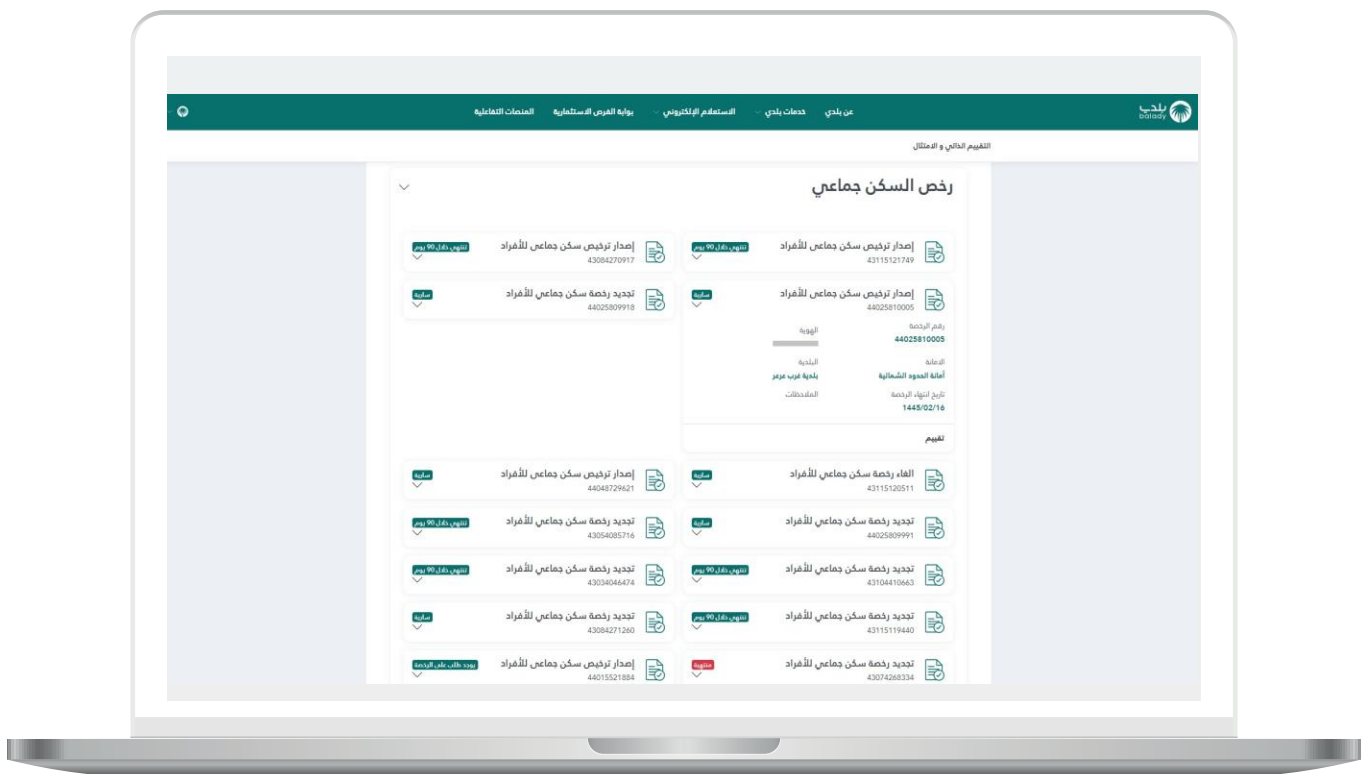 بلدي
balady
عن بلدي
خدمات بلدي
الاستعلام الإلكتروني
بوابة الفرص الاستثمارية
المنصات التفاعلية
التقييم الذاتي و الامتثال
رخص السكن جماعي
إصدار ترخيص سكن جماعي للأفراد
تنتهي خلال 90 يوم
43115121749
إصدار ترخيص سكن جماعي للأفراد
تنتهي خلال 90 يوم
43084270917
إصدار ترخيص سكن جماعي للأفراد
سارية
44025810005
رقم الرخصة
الهوية
44025810005
الامانة
البلدية
أمانة الحدود الشمالية
بلدية غرب عرعر
تاريخ انتهاء الرخصة
الملاحظات
1445/02/16
تقييم
تجديد رخصة سكن جماعي للأفراد
سارية
44025809918
الغاء رخصة سكن جماعي للأفراد
سارية
43115120511
إصدار ترخيص سكن جماعي للأفراد
سارية
44048729621
تجديد رخصة سكن جماعي للأفراد
سارية
44025809991
تجديد رخصة سكن جماعي للأفراد
تنتهي خلال 90 يوم
43054085716
تجديد رخصة سكن جماعي للأفراد
تنتهي خلال 90 يوم
43104410663
تجديد رخصة سكن جماعي للأفراد
تنتهي خلال 90 يوم
43034046474
تجديد رخصة سكن جماعي للأفراد
تنتهي خلال 90 يوم
43115119440
تجديد رخصة سكن جماعي للأفراد
سارية
43084271260
تجديد رخصة سكن جماعي للأفراد
منتهية
43074268334
إصدار ترخيص سكن جماعي للأفراد
يوجد طلب على الرخصة
44015521884